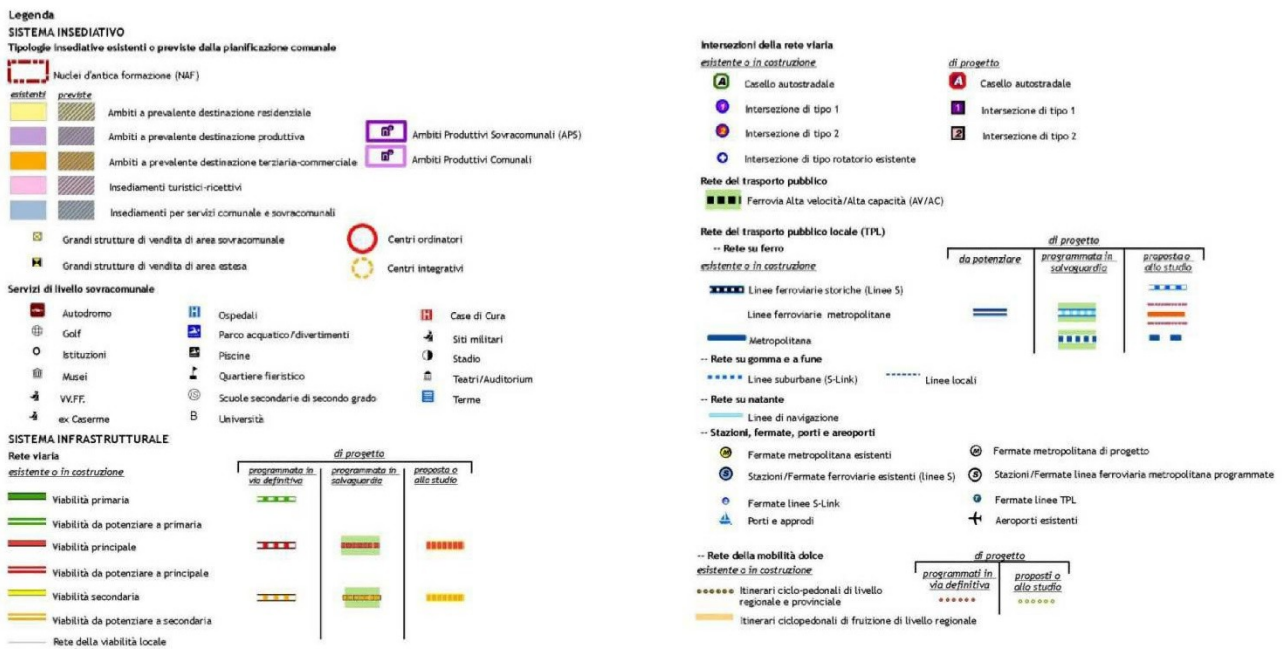 Legenda
SISTEMA INSEDIATIVO
Tipologie insediative esistenti o previste dalla pianificazione comunale
Nuclei d'antica formazione (NAF)
esistenti previste
Ambiti a prevalente destinazione residenziale
Ambiti a prevalente destinazione produttiva
Ambiti a prevalente destinazione terziaria-commerciale
Insediamenti turistici-ricettivi
Insediamenti per servizi comunale e sovracomunali
Ambiti Produttivi Sovracomunali (APS)
Ambiti Produttivi Comunali
Grandi strutture di vendita di area sovracomunale
Grandi strutture di vendita di area estesa
Centri ordinatori
Centri integrativi
Servizi di livello sovracomunale
Autodromo
Golf
Istituzioni
Musei
VV.FF.
ex Caserme
H Ospedali
Parco acquatico/divertimenti
Piscine
Quartiere fieristico
Scuole secondarie di secondo grado
B Università
H Case di Cura
Siti militari
Stadio
Teatri/Auditorium
Terme
SISTEMA INFRASTRUTTURALE
Rete viaria
esistente o in costruzione
di progetto
programmata in via definitiva
programmata in salvaguardia
proposta o allo studio
Viabilità primaria
Viabilità da potenziare a primaria
Viabilità principale
Viabilità da potenziare a principale
Viabilità secondaria
Viabilità da potenziare a secondaria
Rete della viabilità locale
Intersezioni della rete viaria
esistente o in costruzione
di progetto
A Casello autostradale
1 Intersezione di tipo 1
2 Intersezione di tipo 2
Intersezione di tipo rotatorio esistente
A Casello autostradale
1 Intersezione di tipo 1
2 Intersezione di tipo 2
Rete del trasporto pubblico
Ferrovia Alta velocità/Alta capacità (AV/AC)
Rete del trasporto pubblico locale (TPL)
-- Rete su ferro
esistente o in costruzione
di progetto
da potenziare
programmata in salvaguardia
proposta o allo studio
Linee ferroviarie storiche (Linee S)
Linee ferroviarie metropolitane
Metropolitana
-- Rete su gomma e a fune
Linee suburbane (S-Link)
Linee locali
-- Rete su natante
Linee di navigazione
-- Stazioni, fermate, porti e areoporti
M Fermate metropolitana esistenti
S Stazioni/Fermate ferroviarie esistenti (linee S)
Fermate linee S-Link
Porti e approdi
M Fermate metropolitana di progetto
S Stazioni/Fermate linea ferroviaria metropolitana programmate
Fermate linee TPL
Aeroporti esistenti
-- Rete della mobilità dolce
esistente o in costruzione
di progetto
programmati in via definitiva
proposti o allo studio
Itinerari ciclo-pedonali di livello
regionale e provinciale
Itinerari ciclopedonali di fruizione di livello regionale